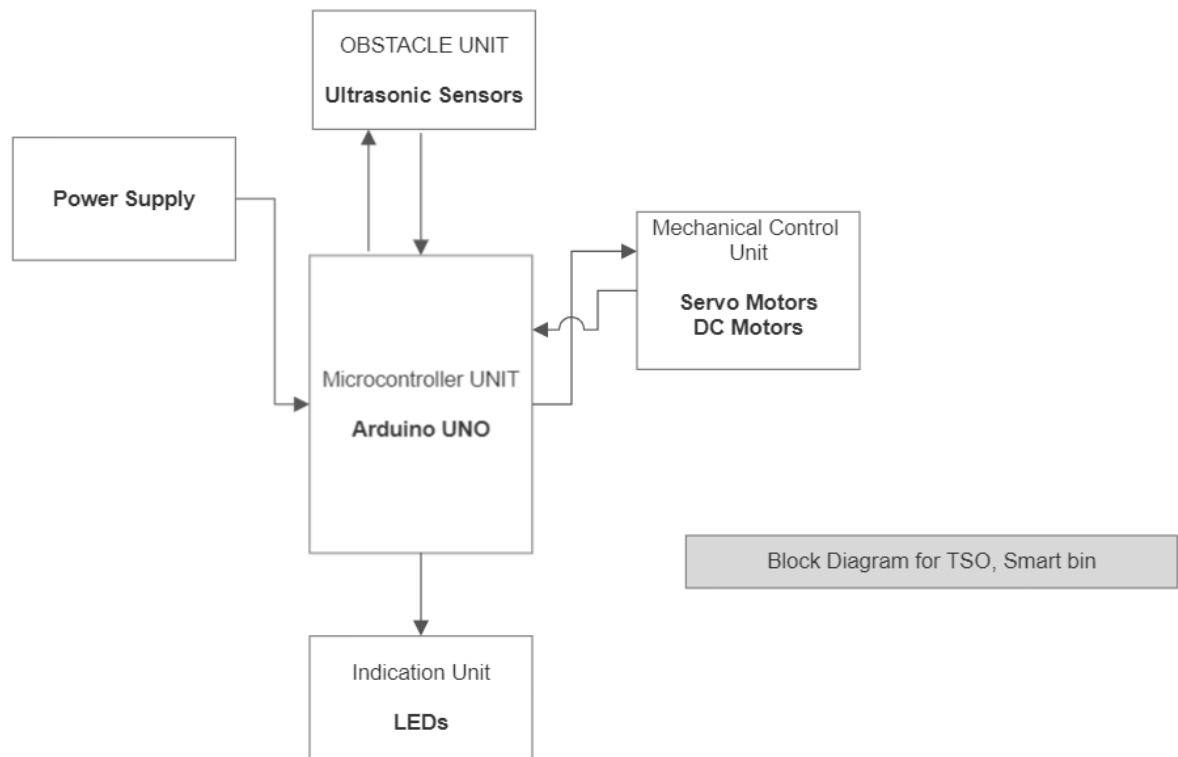 OBSTACLE UNIT
Ultrasonic Sensors
Power Supply
Mechanical Control
Unit
Servo Motors
DC Motors
Microcontroller UNIT
Arduino UNO
Block Diagram for TSO, Smart bin
Indication Unit
LEDs